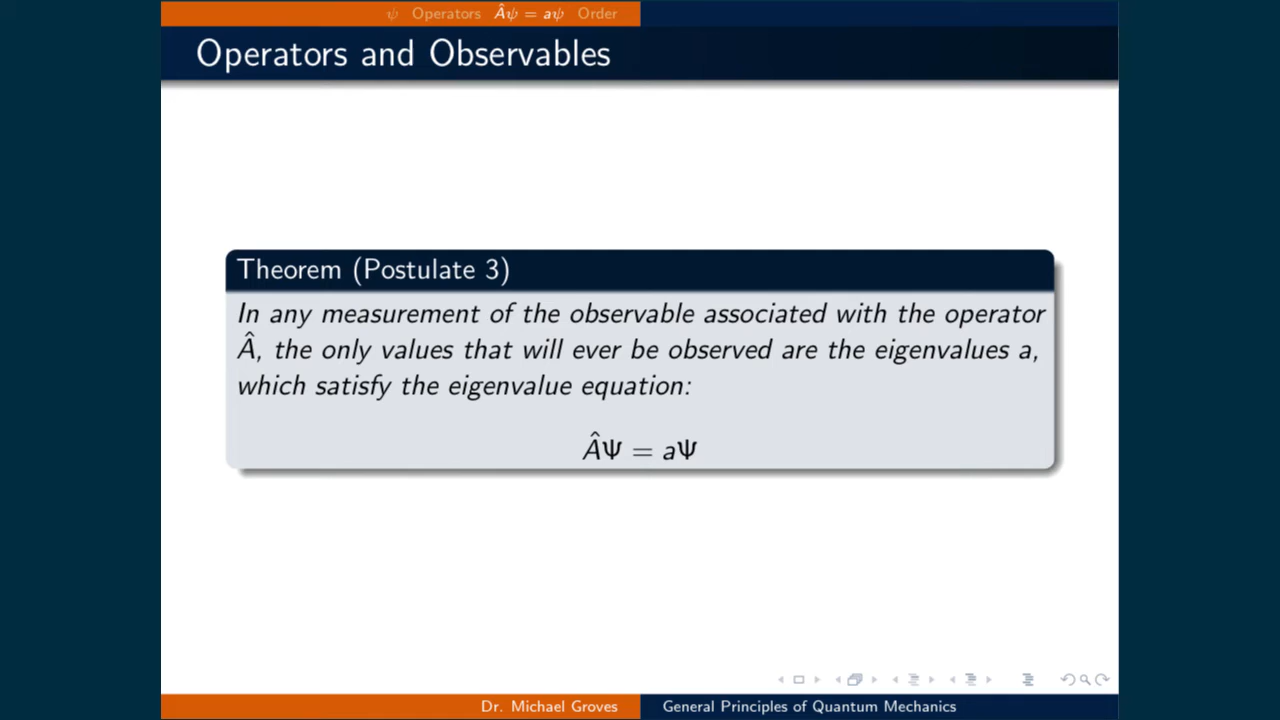 ψ Operators Âψ = aψ Order
Operators and Observables
Theorem (Postulate 3)
In any measurement of the observable associated with the operator
Â, the only values that will ever be observed are the eigenvalues a,
which satisfy the eigenvalue equation:
ÂΨ = aΨ
Dr. Michael Groves General Principles of Quantum Mechanics